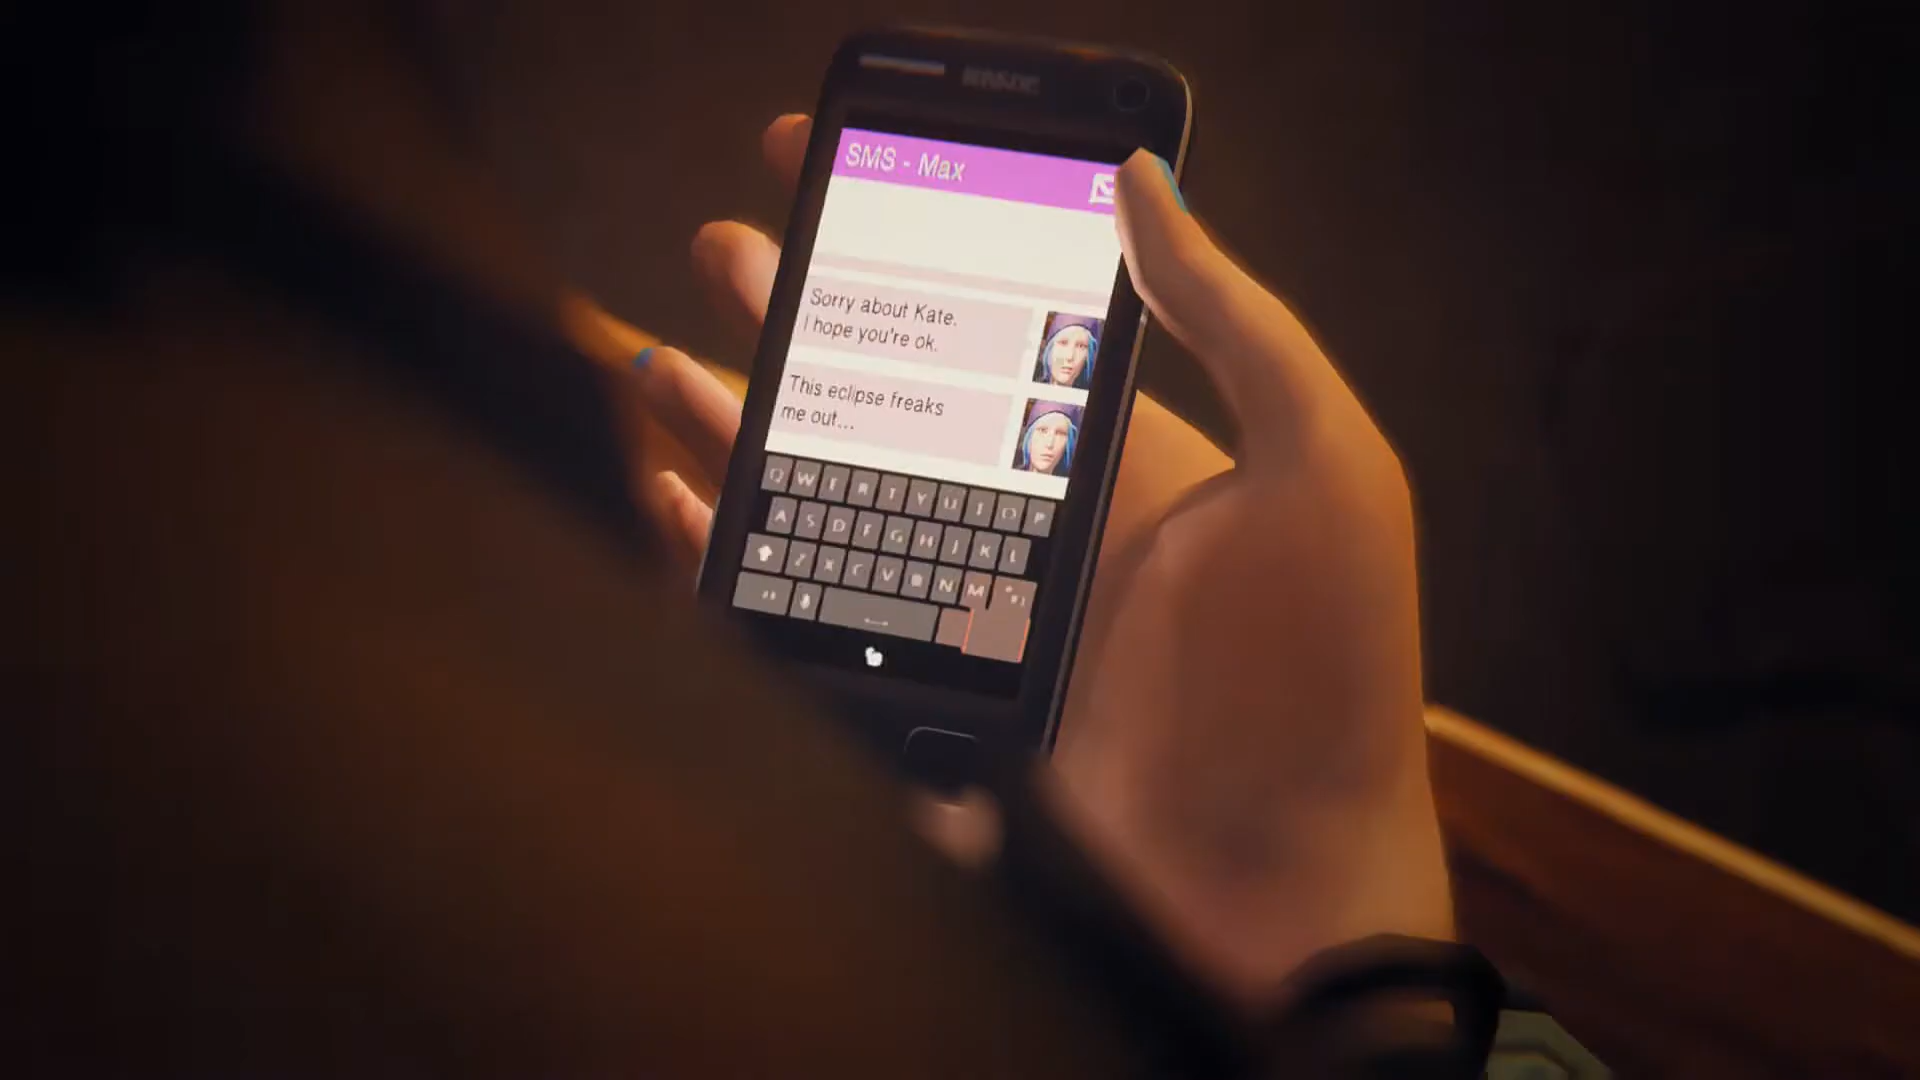 SMS - Max
Sorry about Kate.
I hope you're ok.
This eclipse freaks
me out...
Q W E R T Y U I O P
A S D F G H J K L
Z X C V B N M